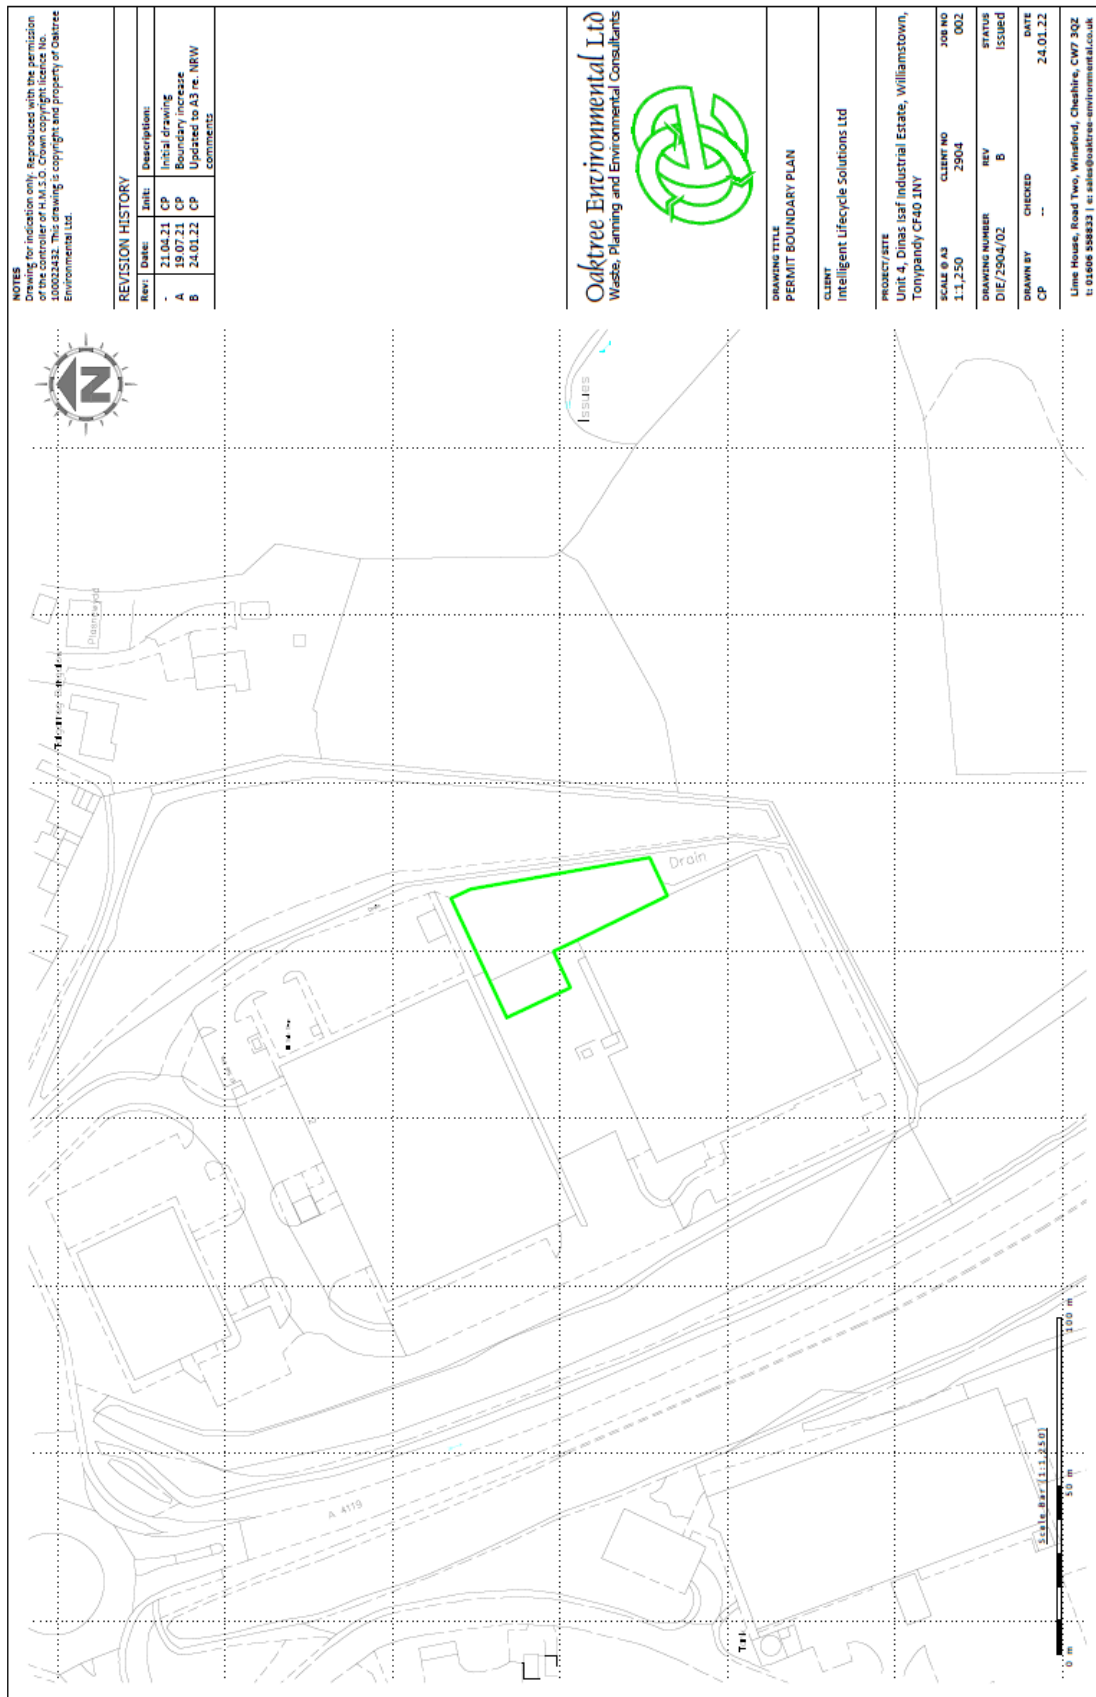 NOTES
Drawing for indication only. Reproduced with the permission
of the controller of H.M.S.O. Crown copyright licence No.
100022432. This drawing is copyright and property of Oaktree
Environmental Ltd.
REVISION HISTORY
Rev: Date: Init: Description:
- 21.04.21 CP Initial drawing
A 19.07.21 CP Boundary increase
B 24.01.22 CP Updated to A3 re. NRW
comments
Oaktree Environmental Ltd
Waste, Planning and Environmental Consultants
DRAWING TITLE
PERMIT BOUNDARY PLAN
CLIENT
Intelligent Lifecycle Solutions Ltd
PROJECT/SITE
Unit 4, Dinas Isaf Industrial Estate, Williamstown,
Tonypandy CF40 1NY
SCALE @ A3 CLIENT NO JOB NO
1:1,250 2904 002
DRAWING NUMBER REV STATUS
DIE/2904/02 B Issued
DRAWN BY CHECKED DATE
CP -- 24.01.22
Lime House, Road Two, Winsford, Cheshire, CW7 3QZ
t: 01606 558833 | e: sales@oaktree-environmental.co.uk
N
Issues
Drain
A 4119
Tank
Scale Bar (1:1,250)
0 m 50 m 100 m